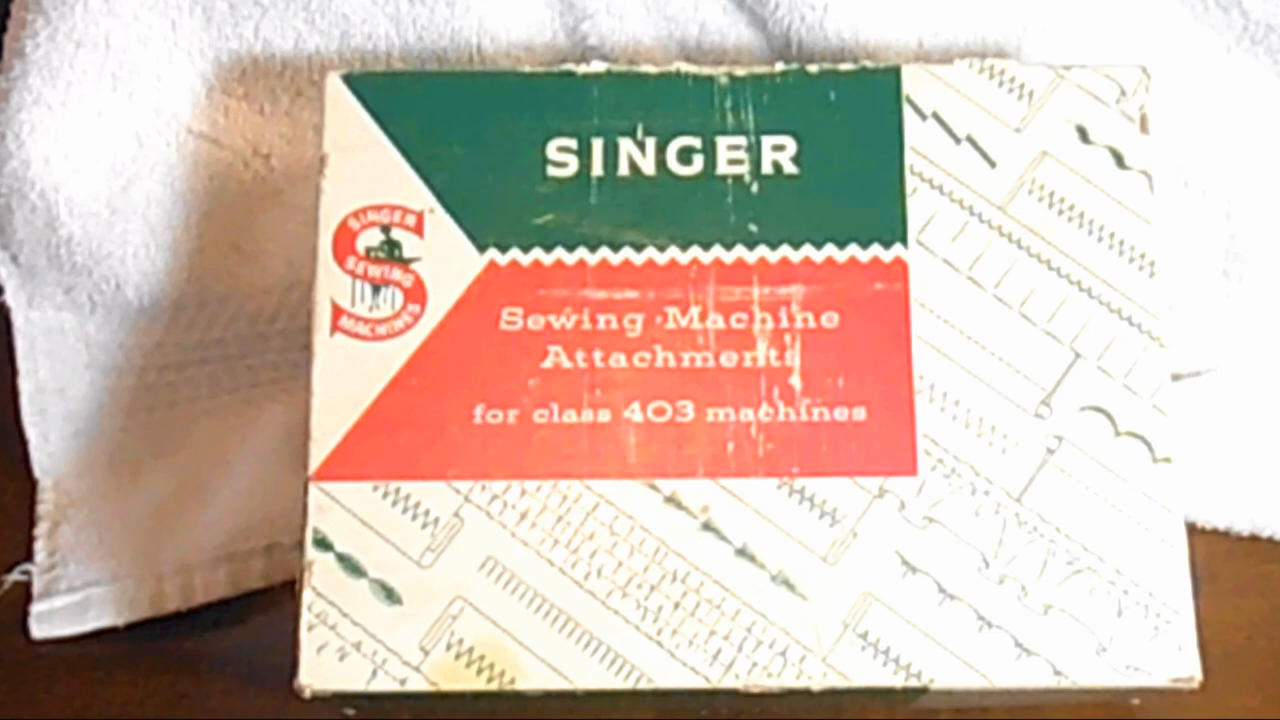 SINGER
SINGER
SEWING
MACHINES
Sewing Machine
Attachments
for class 403 machines